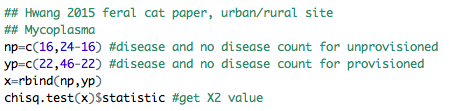 ## Hwang 2015 feral cat paper, urban/rural site
## Mycoplasma
np=c(16,24-16) #disease and no disease count for unprovisioned
yp=c(22,46-22) #disease and no disease count for provisioned
x=rbind(np,yp)
chisq.test(x)$statistic #get X2 value